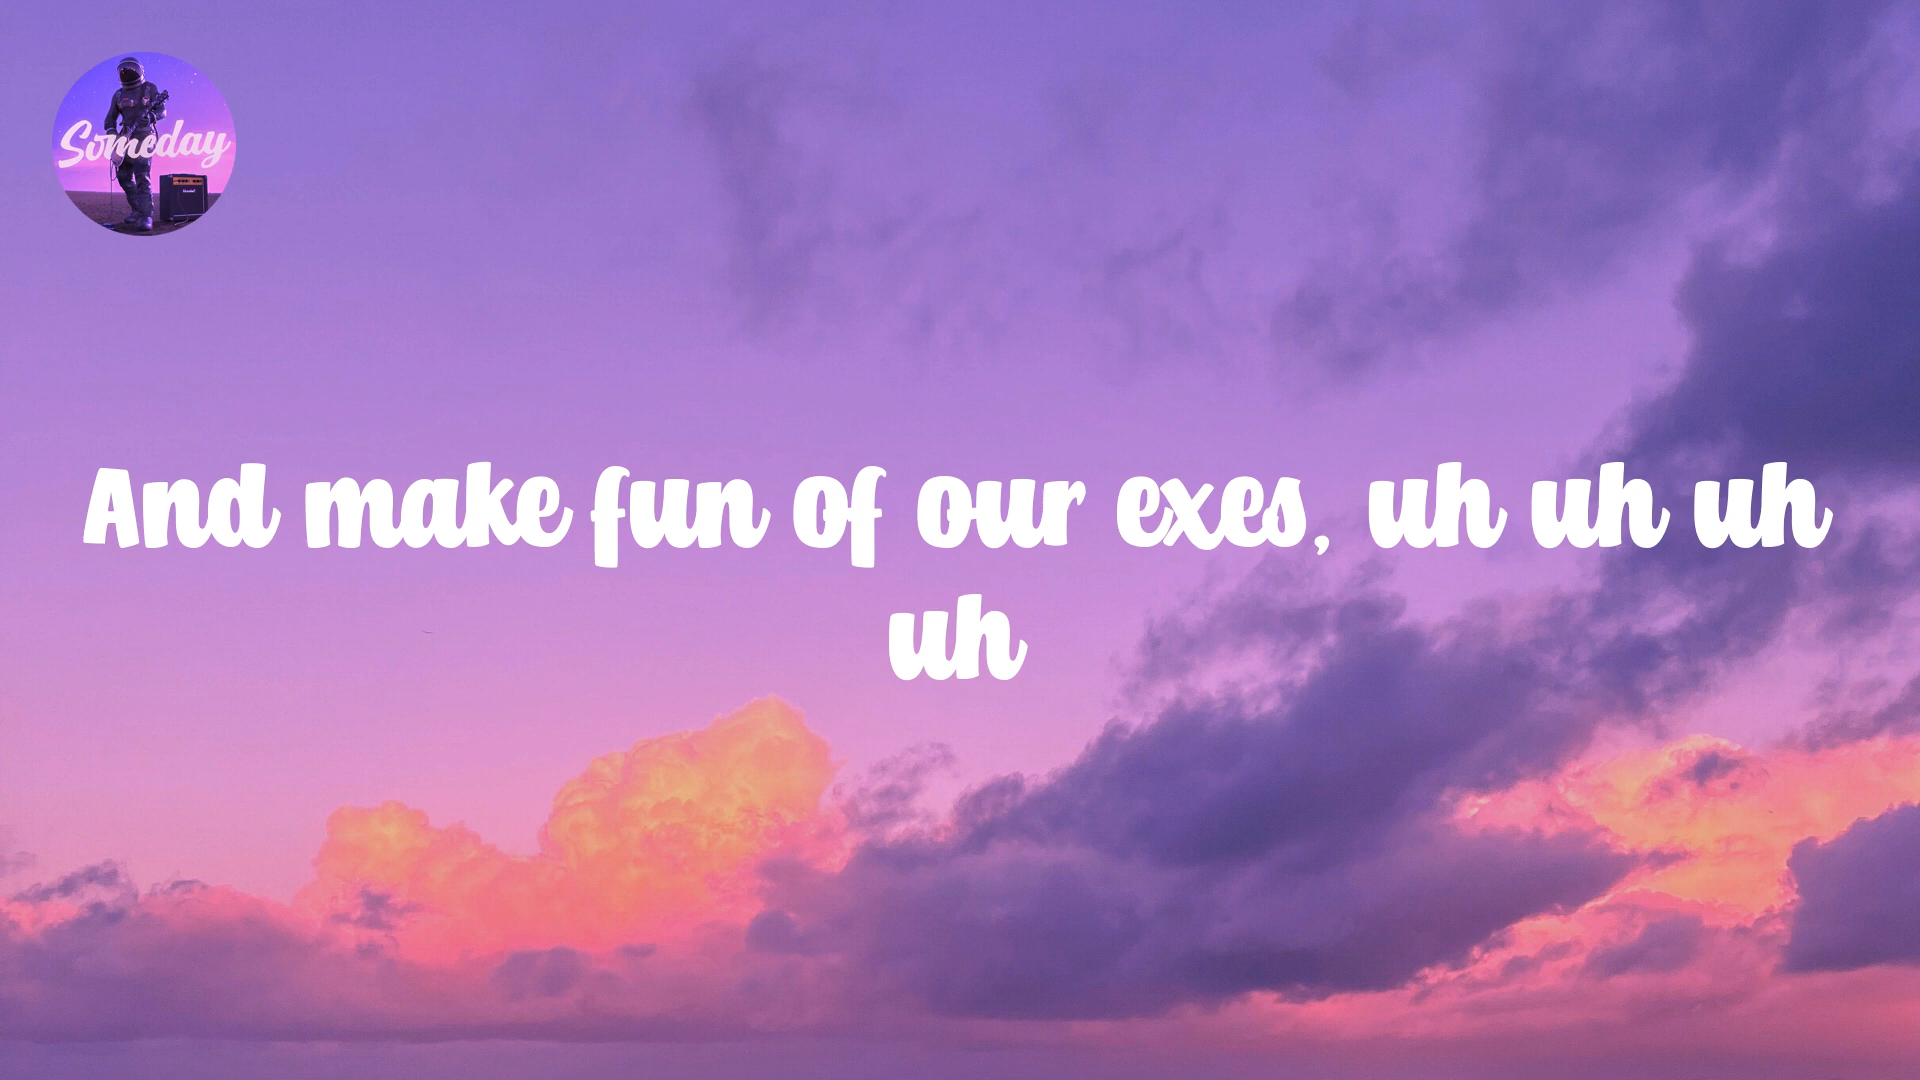 Someday
And make fun of our exes, uh uh uh
uh